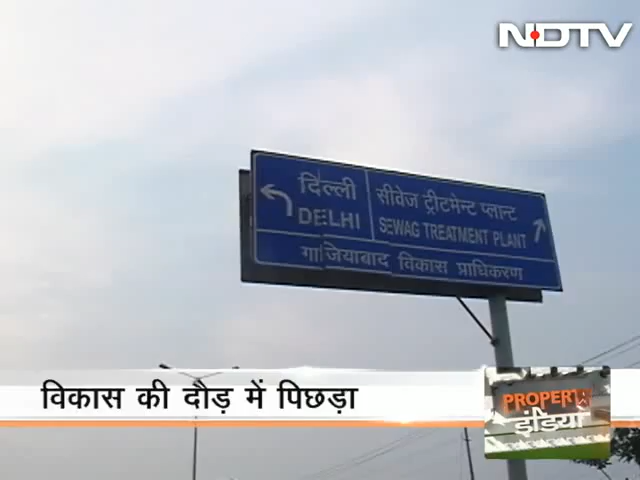 NDTV
दिल्ली
DELHI
सीवेज ट्रीटमेन्ट प्लान्ट
SEWAG TREATMENT PLANT
गाजियाबाद विकास प्राधिकरण
विकास की दौड़ में पिछड़ा
PROPERTY
इंडिया